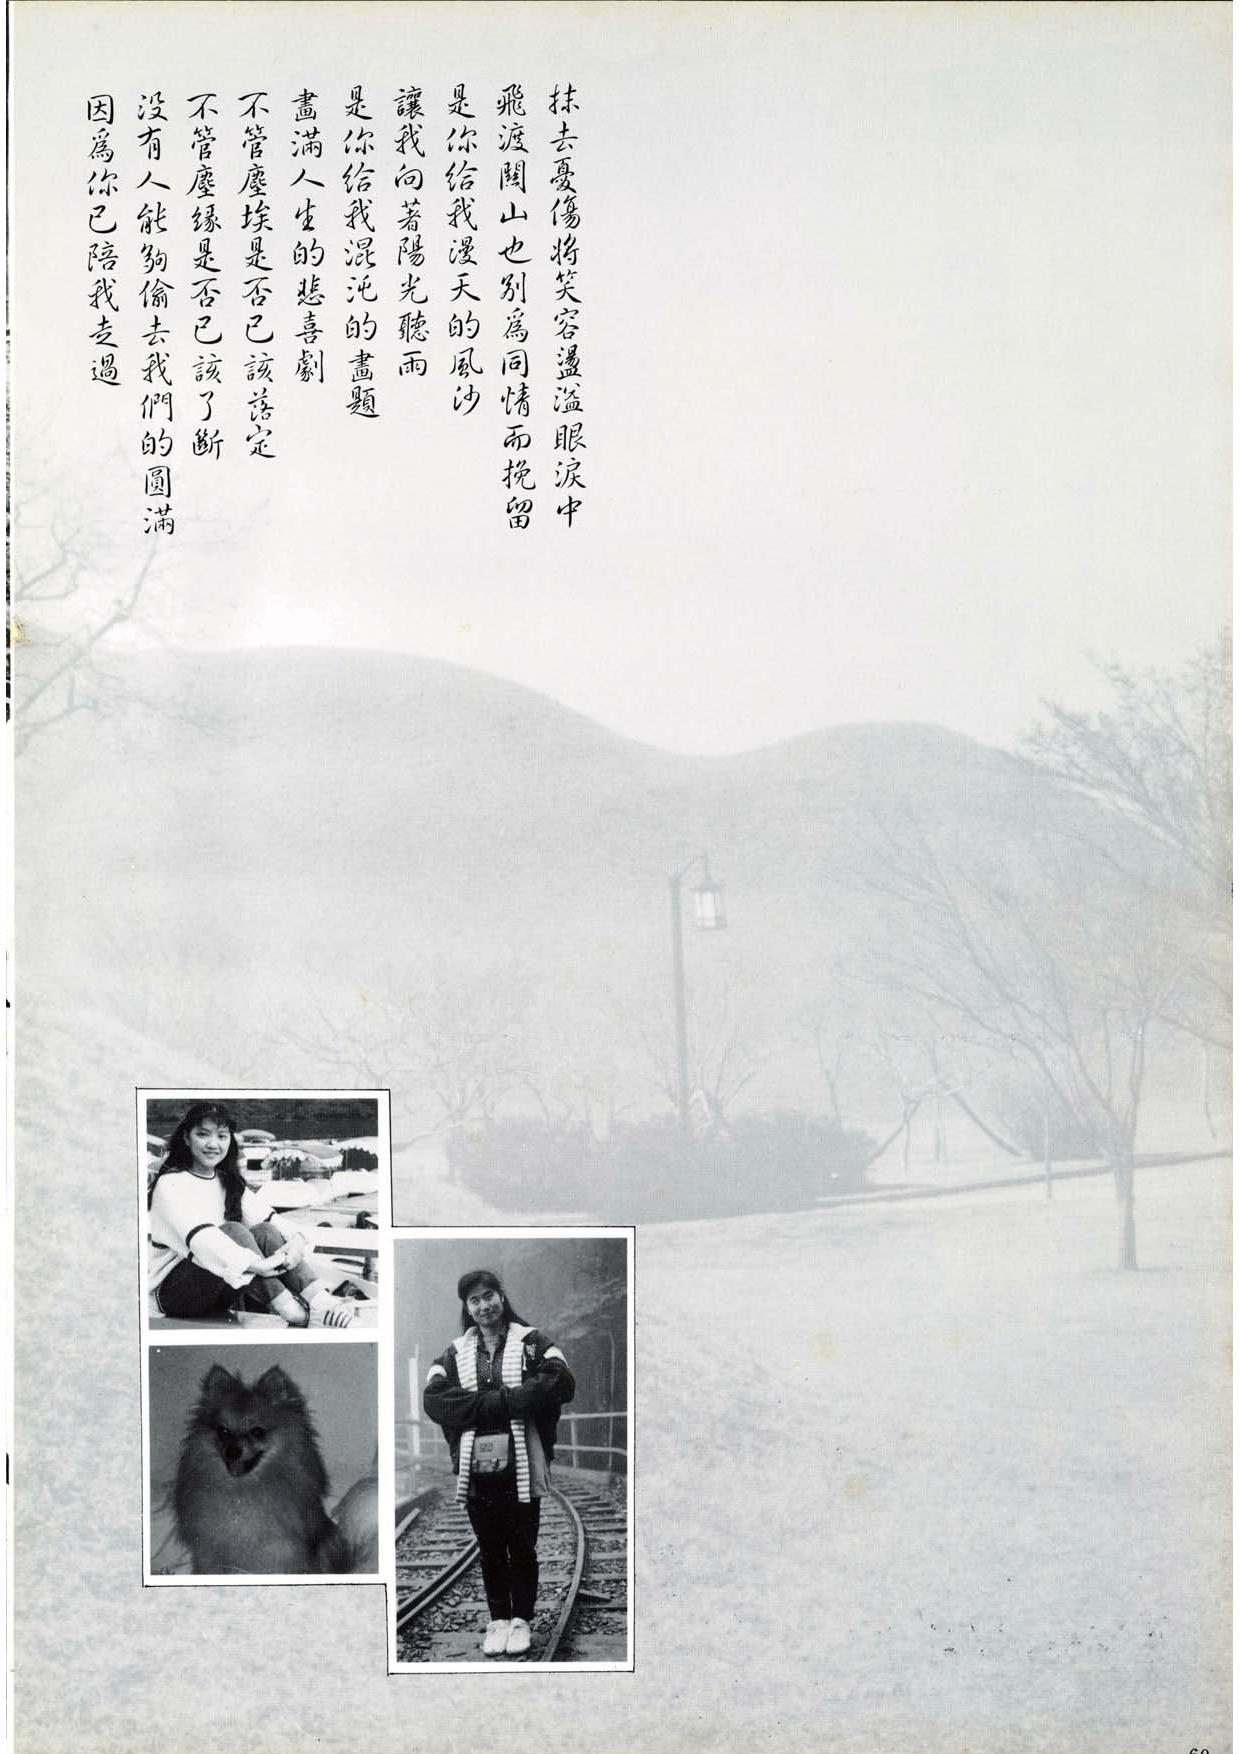 抹去憂傷將笑容盪溢眼淚中
飛渡關山也別為同情而挽留
是你給我漫天的風沙
讓我向著陽光聽雨
是你給我混沌的畫題
畫滿人生的悲喜劇
不管塵埃是否已該落定
不管塵緣是否已該了斷
没有人能夠偷去我們的圓滿
因為你已陪我走過